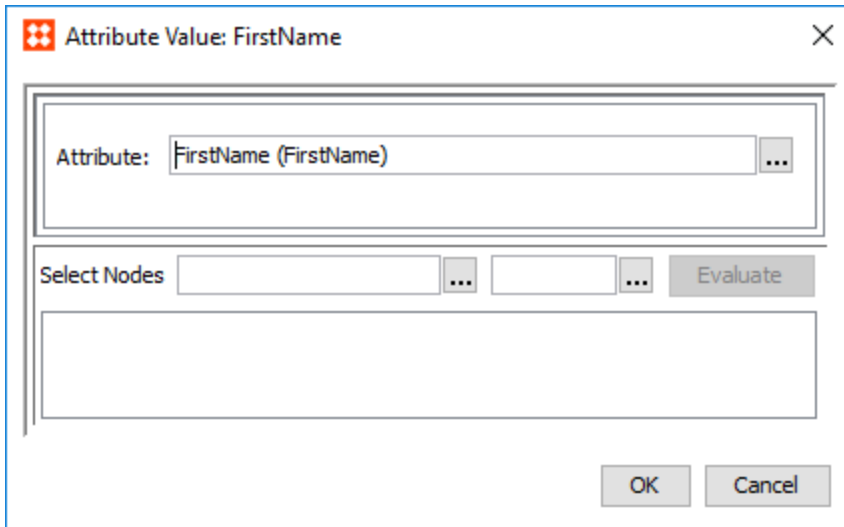 Attribute Value: FirstName
Attribute: FirstName (FirstName) ...
Select Nodes ... ... Evaluate
OK Cancel